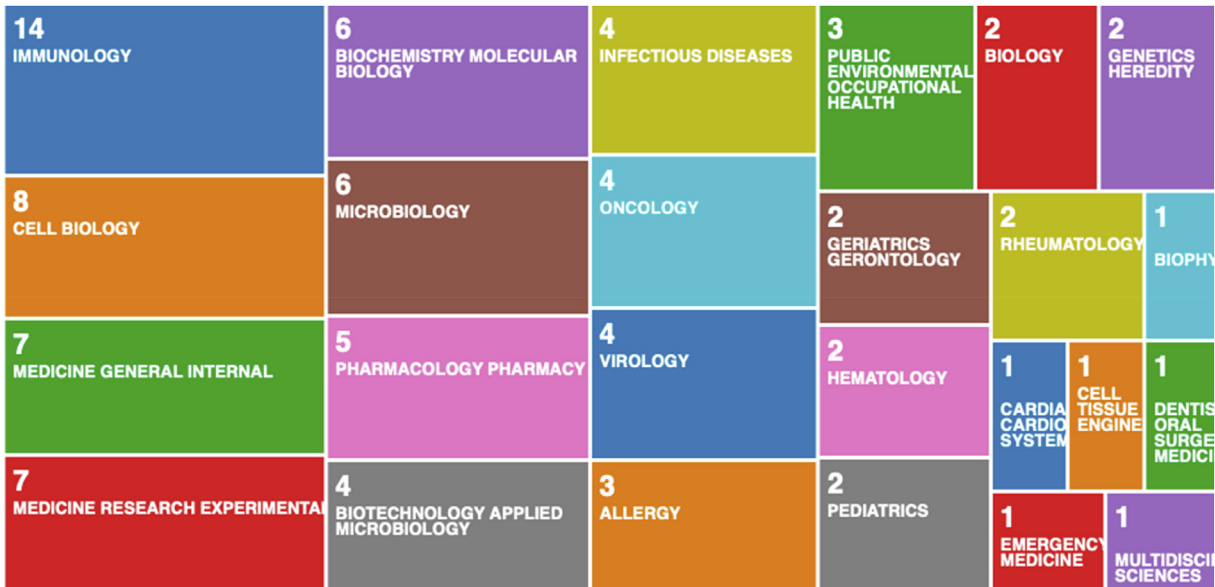 14
IMMUNOLOGY
8
CELL BIOLOGY
7
MEDICINE GENERAL INTERNAL
7
MEDICINE RESEARCH EXPERIMENTAL
6
BIOCHEMISTRY MOLECULAR
BIOLOGY
6
MICROBIOLOGY
5
PHARMACOLOGY PHARMACY
4
BIOTECHNOLOGY APPLIED
MICROBIOLOGY
4
INFECTIOUS DISEASES
4
ONCOLOGY
4
VIROLOGY
3
ALLERGY
3
PUBLIC
ENVIRONMENTAL
OCCUPATIONAL
HEALTH
2
BIOLOGY
2
GENETICS
HEREDITY
2
GERIATRICS
GERONTOLOGY
2
HEMATOLOGY
2
PEDIATRICS
2
RHEUMATOLOGY
1
BIOPHY
1
CARDIA
CARDIO
SYSTEM
1
CELL
TISSUE
ENGINE
1
DENTIS
ORAL
SURGE
MEDICI
1
EMERGENCY
MEDICINE
1
MULTIDISCI
SCIENCES